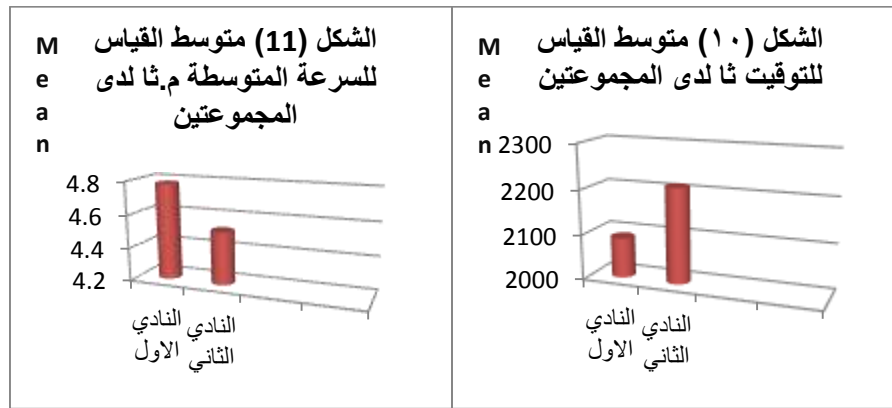 الشكل (١٠) متوسط القياس
للتوقيت ثا لدى المجموعتين
M
e
a
n
2300
2200
2100
2000
النادي الاول
النادي الثاني
الشكل (11) متوسط القياس
للسرعة المتوسطة م.ثا لدى
المجموعتين
M
e
a
n
4.8
4.6
4.4
4.2
النادي الاول
النادي الثاني